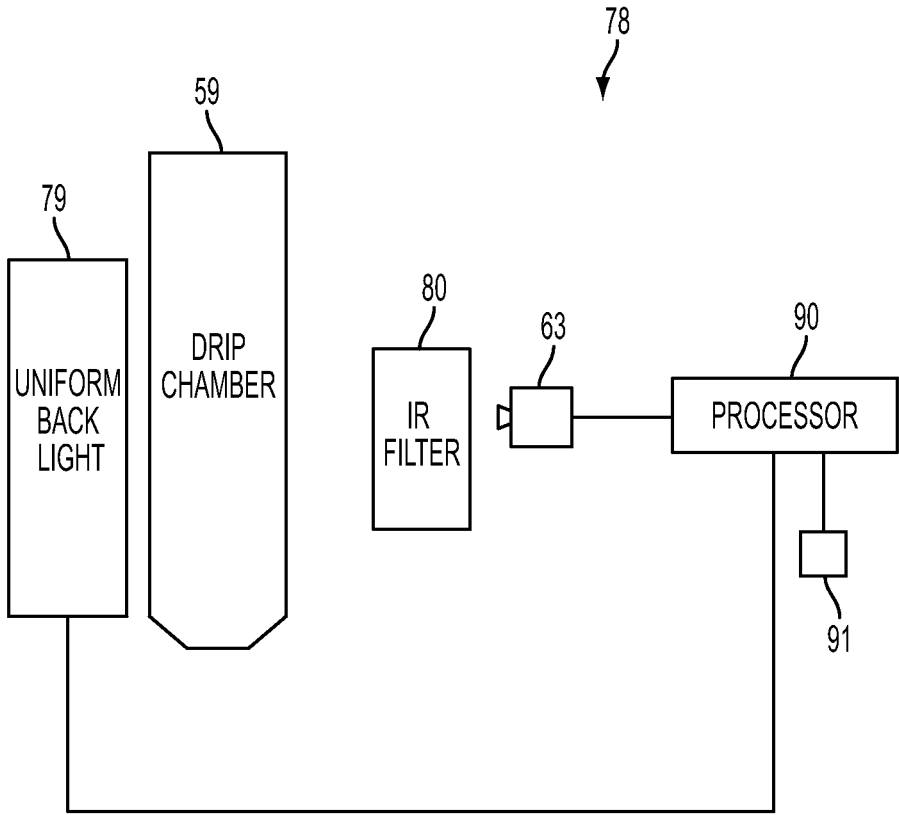 78
59
79
UNIFORM
BACK
LIGHT
DRIP
CHAMBER
80
IR
FILTER
63
90
PROCESSOR
91